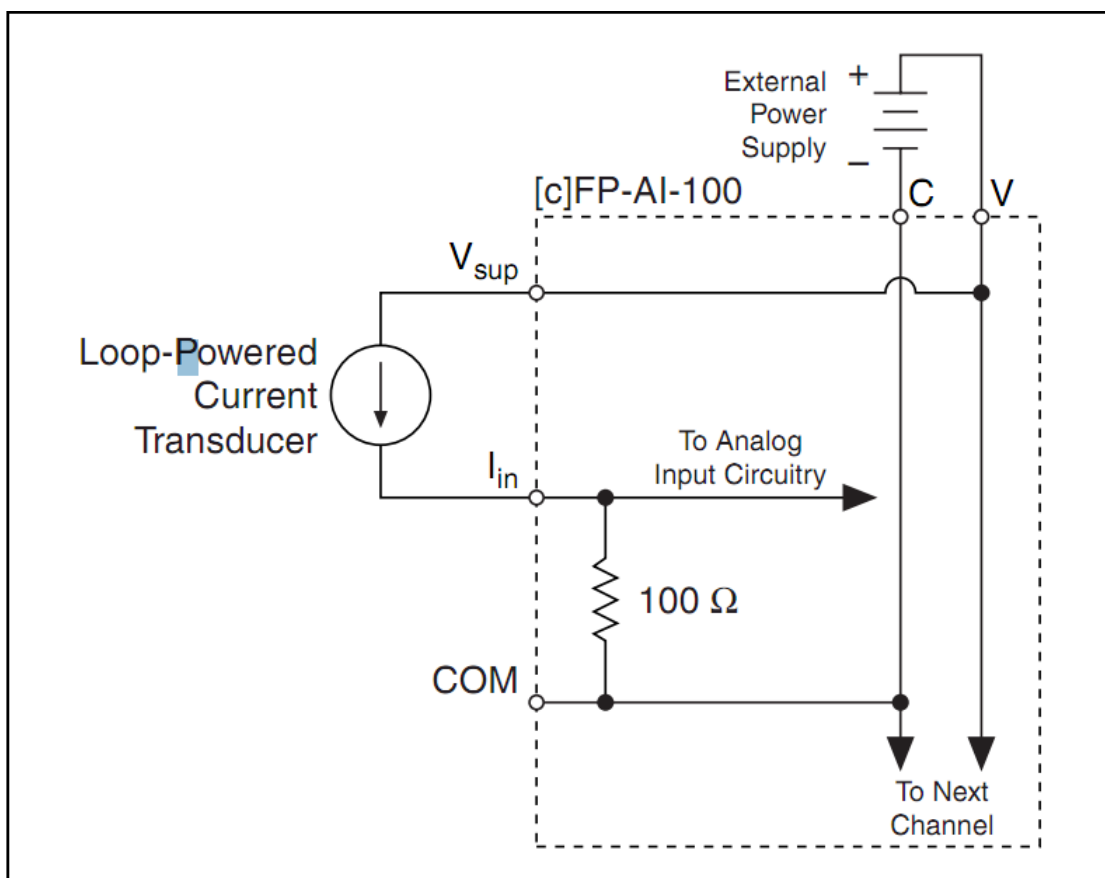 External
Power
Supply
+
–
[c]FP-AI-100
C
V
Vsup
Loop-Powered
Current
Transducer
To Analog
Input Circuitry
Iin
100 Ω
COM
To Next
Channel